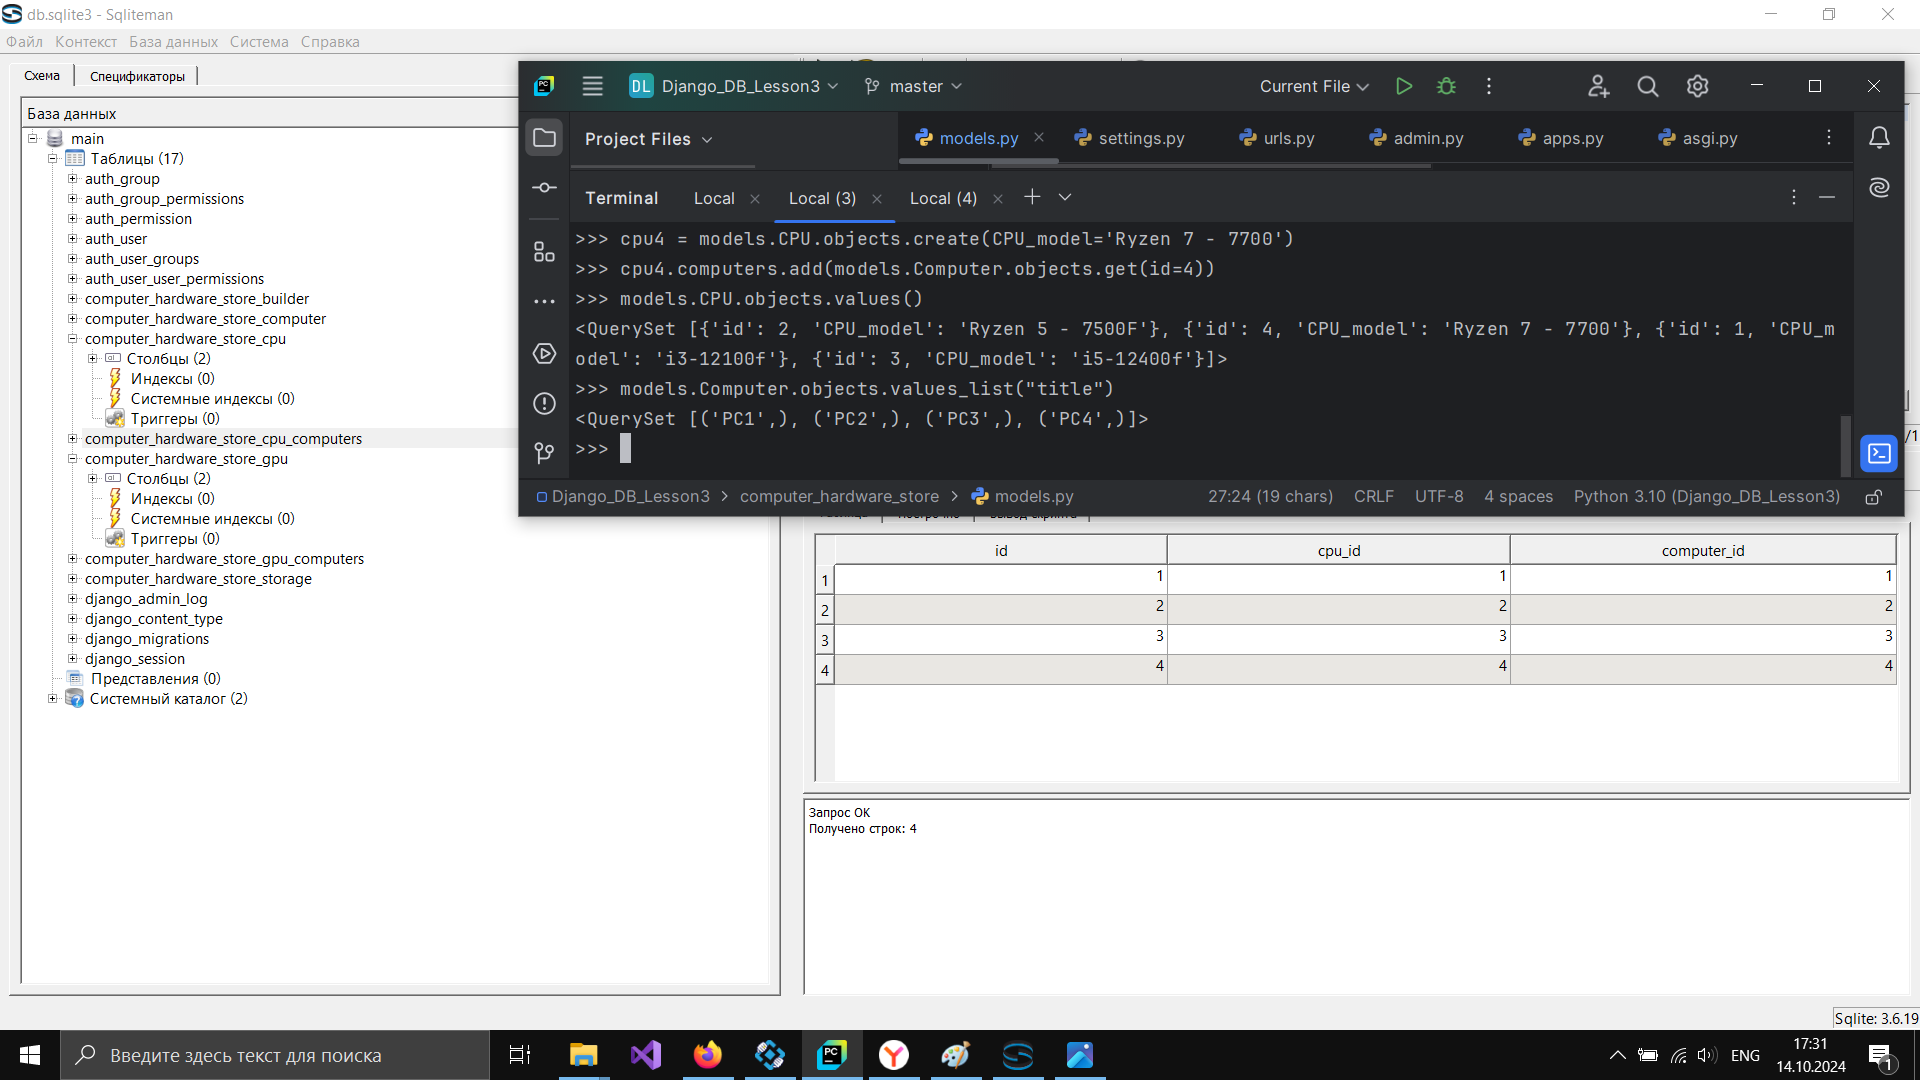 db.sqlite3 - Sqliteman
Файл Контекст База данных Система Справка
Схема Спецификаторы
База данных
main
Таблицы (17)
auth_group
auth_group_permissions
auth_permission
auth_user
auth_user_groups
auth_user_user_permissions
computer_hardware_store_builder
computer_hardware_store_computer
computer_hardware_store_cpu
Столбцы (2)
Индексы (0)
Системные индексы (0)
Триггеры (0)
computer_hardware_store_cpu_computers
computer_hardware_store_gpu
Столбцы (2)
Индексы (0)
Системные индексы (0)
Триггеры (0)
computer_hardware_store_gpu_computers
computer_hardware_store_storage
django_admin_log
django_content_type
django_migrations
django_session
Представления (0)
Системный каталог (2)
PC DL Django_DB_Lesson3 master Current File
Project Files models.py settings.py urls.py admin.py apps.py asgi.py
Terminal Local Local (3) Local (4)
>>> cpu4 = models.CPU.objects.create(CPU_model='Ryzen 7 - 7700')
>>> cpu4.computers.add(models.Computer.objects.get(id=4))
>>> models.CPU.objects.values()
<QuerySet [{'id': 2, 'CPU_model': 'Ryzen 5 - 7500F'}, {'id': 4, 'CPU_model': 'Ryzen 7 - 7700'}, {'id': 1, 'CPU_m
odel': 'i3-12100f'}, {'id': 3, 'CPU_model': 'i5-12400f'}]>
>>> models.Computer.objects.values_list("title")
<QuerySet [('PC1',), ('PC2',), ('PC3',), ('PC4',)]>
>>>
Django_DB_Lesson3 > computer_hardware_store > models.py 27:24 (19 chars) CRLF UTF-8 4 spaces Python 3.10 (Django_DB_Lesson3)
/1
id cpu_id computer_id
1 1 1 1
2 2 2 2
3 3 3 3
4 4 4 4
Запрос OK
Получено строк: 4
Sqlite: 3.6.19
Введите здесь текст для поиска
PC
ENG
17:31
14.10.2024
1